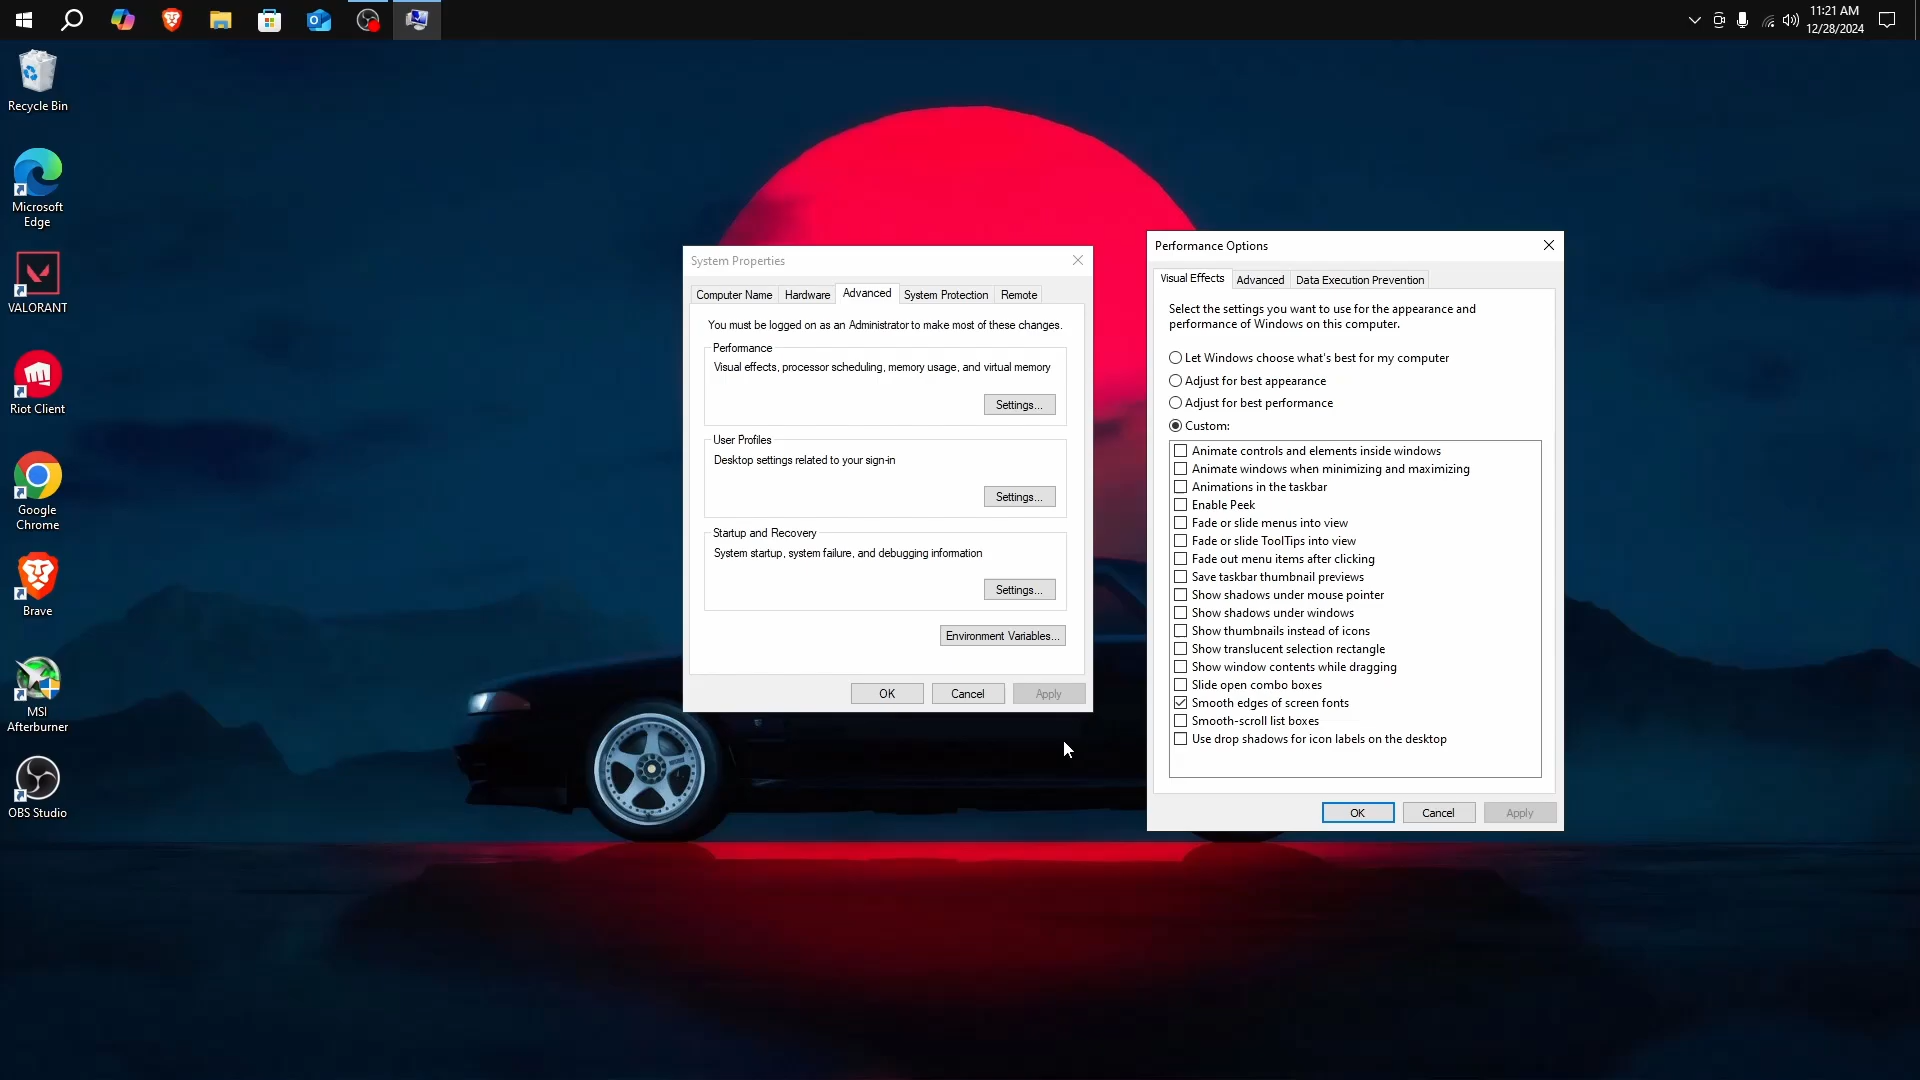 11:21 AM
12/28/2024
Recycle Bin
Microsoft
Edge
VALORANT
Riot Client
Google
Chrome
Brave
MSI
Afterburner
OBS Studio
System Properties
Computer Name
Hardware
Advanced
System Protection
Remote
You must be logged on as an Administrator to make most of these changes.
Performance
Visual effects, processor scheduling, memory usage, and virtual memory
Settings...
User Profiles
Desktop settings related to your sign-in
Settings...
Startup and Recovery
System startup, system failure, and debugging information
Settings...
Environment Variables...
OK
Cancel
Apply
Performance Options
Visual Effects
Advanced
Data Execution Prevention
Select the settings you want to use for the appearance and
performance of Windows on this computer.
Let Windows choose what's best for my computer
Adjust for best appearance
Adjust for best performance
Custom:
Animate controls and elements inside windows
Animate windows when minimizing and maximizing
Animations in the taskbar
Enable Peek
Fade or slide menus into view
Fade or slide ToolTips into view
Fade out menu items after clicking
Save taskbar thumbnail previews
Show shadows under mouse pointer
Show shadows under windows
Show thumbnails instead of icons
Show translucent selection rectangle
Show window contents while dragging
Slide open combo boxes
Smooth edges of screen fonts
Smooth-scroll list boxes
Use drop shadows for icon labels on the desktop
OK
Cancel
Apply